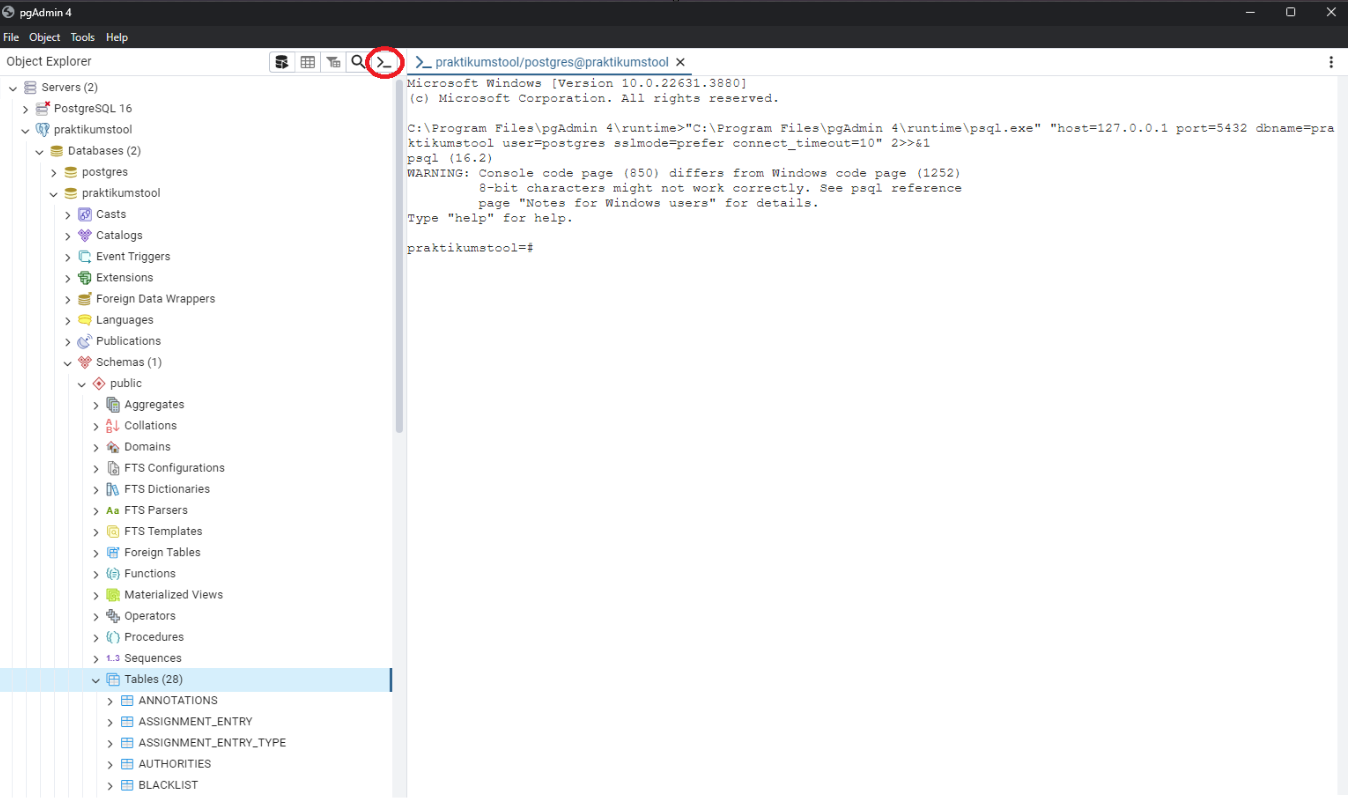 pgAdmin 4
File Object Tools Help
Object Explorer
Servers (2)
PostgreSQL 16
praktikumstool
Databases (2)
postgres
praktikumstool
Casts
Catalogs
Event Triggers
Extensions
Foreign Data Wrappers
Languages
Publications
Schemas (1)
public
Aggregates
Collations
Domains
FTS Configurations
FTS Dictionaries
Aa FTS Parsers
FTS Templates
Foreign Tables
Functions
Materialized Views
Operators
Procedures
1..3 Sequences
Tables (28)
ANNOTATIONS
ASSIGNMENT_ENTRY
ASSIGNMENT_ENTRY_TYPE
AUTHORITIES
BLACKLIST
praktikumstool/postgres@praktikumstool
Microsoft Windows [Version 10.0.22631.3880]
(c) Microsoft Corporation. All rights reserved.
C:\Program Files\pgAdmin 4\runtime>"C:\Program Files\pgAdmin 4\runtime\psql.exe" "host=127.0.0.1 port=5432 dbname=pra
ktikumstool user=postgres sslmode=prefer connect_timeout=10" 2>>&1
psql (16.2)
WARNING: Console code page (850) differs from Windows code page (1252)
8-bit characters might not work correctly. See psql reference
page "Notes for Windows users" for details.
Type "help" for help.
praktikumstool=#